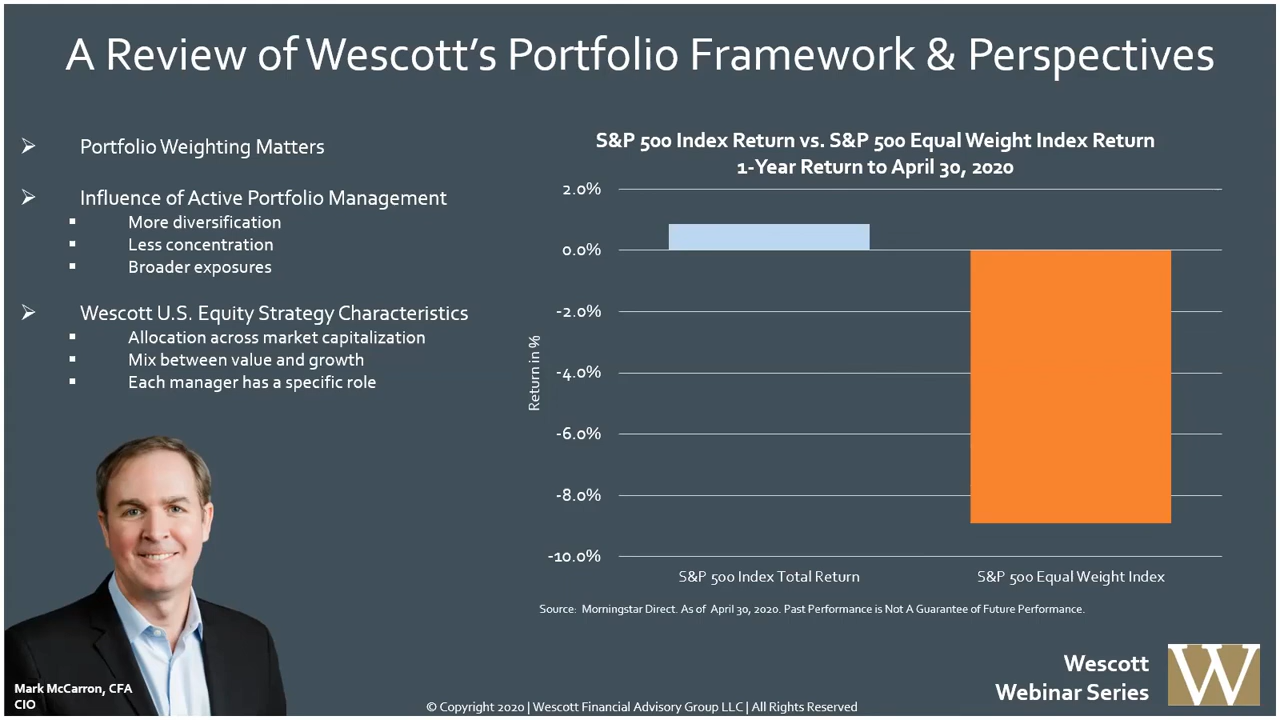 A Review of Wescott's Portfolio Framework & Perspectives
Portfolio Weighting Matters
Influence of Active Portfolio Management
More diversification
Less concentration
Broader exposures
Wescott U.S. Equity Strategy Characteristics
Allocation across market capitalization
Mix between value and growth
Each manager has a specific role
S&P 500 Index Return vs. S&P 500 Equal Weight Index Return
1-Year Return to April 30, 2020
2.0%
0.0%
-2.0%
-4.0%
-6.0%
-8.0%
-10.0%
Return in %
S&P 500 Index Total Return
S&P 500 Equal Weight Index
Source: Morningstar Direct. As of April 30, 2020. Past Performance is Not A Guarantee of Future Performance.
Mark McCarron, CFA
CIO
© Copyright 2020 | Wescott Financial Advisory Group LLC | All Rights Reserved
Wescott
Webinar Series
W